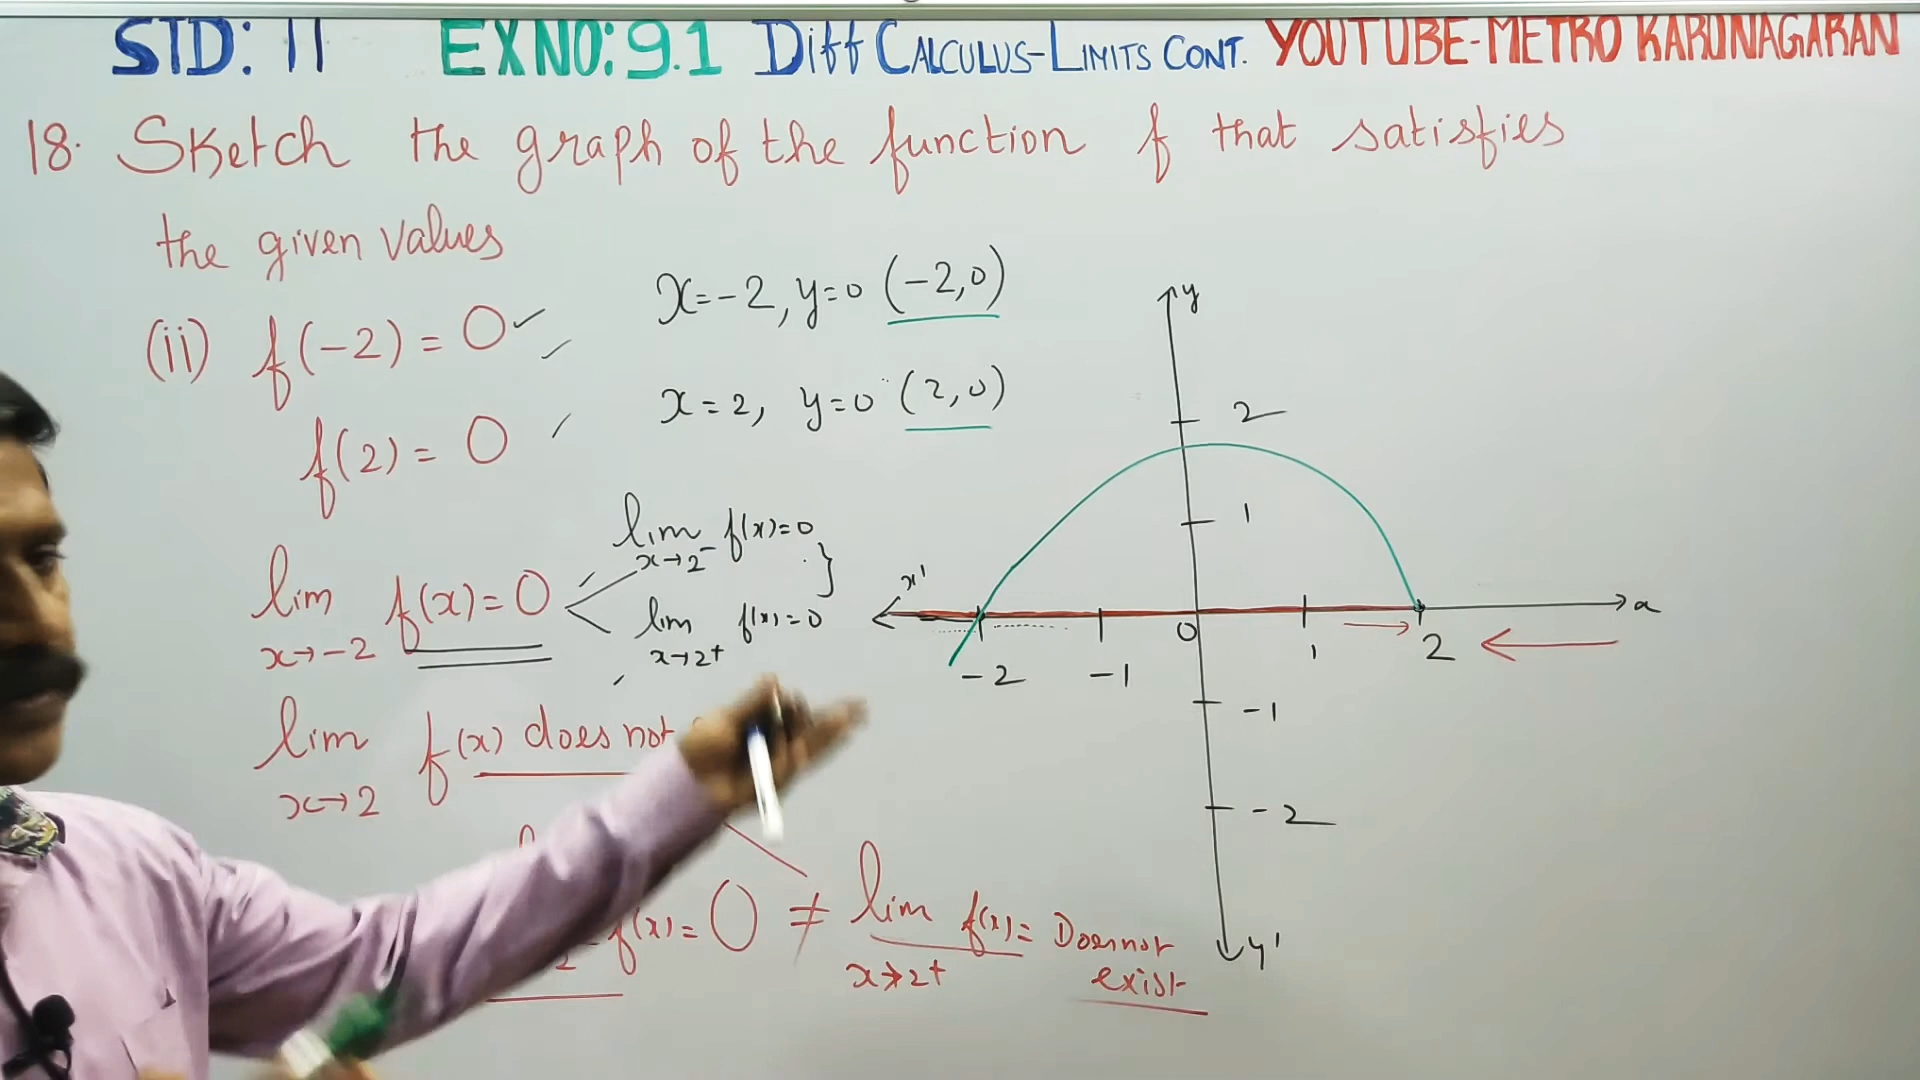 STD: 11 EXNO: 9.1 Diff CALCULUS-LIMITS CONT. YOUTUBE-METRO KARUNAGARAN
18. Sketch the graph of the function f that satisfies
the given values
(ii) f(-2) = 0
x=-2, y=0 (-2,0)
f(2) = 0
x=2, y=0 (2,0)
lim f(x)=0
x→-2
lim f(x)=0
x→2-
lim f(x)=0
x→2+
lim f(x) does not
x→2
f(x)=0 ≠ lim f(x)= Does not
2 x→2+ exist
y
2
1
x' 0 x
-2 -1 1 2
-1
-2
y'